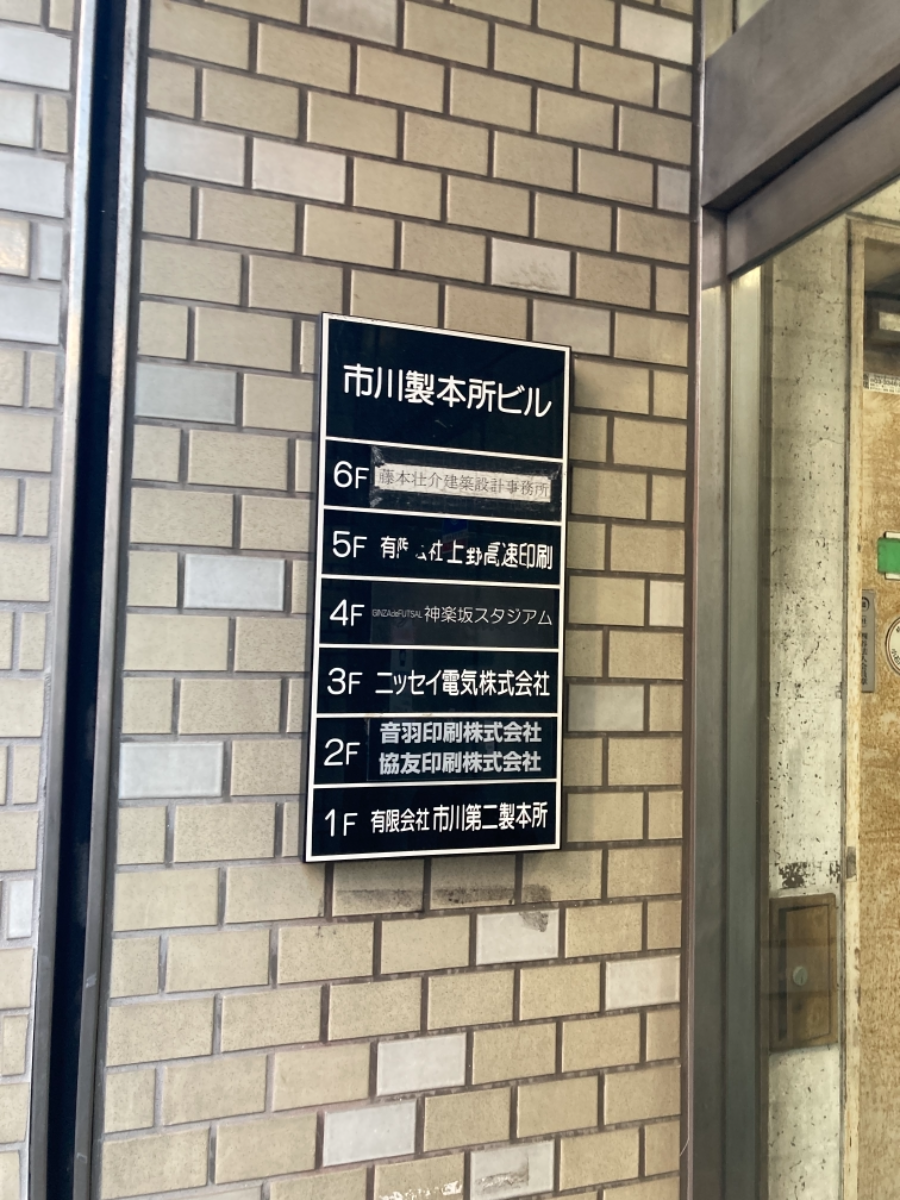 市川製本所ビル
6F 藤本壮介建築設計事務所
5F 有限会社上野高速印刷
4F GINZAdeFUTSAL 神楽坂スタジアム
3F ニッセイ電気株式会社
2F 音羽印刷株式会社
協友印刷株式会社
1F 有限会社市川第二製本所